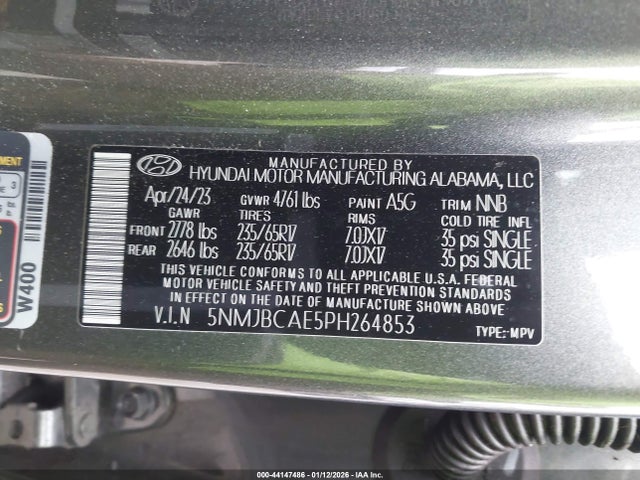 MANUFACTURED BY
HYUNDAI MOTOR MANUFACTURING ALABAMA, LLC
Apr/24/23 GVWR 4761 lbs PAINT A5G TRIM NNB
GAWR TIRES RIMS COLD TIRE INFL
FRONT 2778 lbs 235/65R17 7.0JX17 35 psi SINGLE
REAR 2646 lbs 235/65R17 7.0JX17 35 psi SINGLE
THIS VEHICLE CONFORMS TO ALL APPLICABLE U.S.A. FEDERAL
MOTOR VEHICLE SAFETY AND THEFT PREVENTION STANDARDS
IN EFFECT ON THE DATE OF MANUFACTURE SHOWN ABOVE.
V.I.N 5NMJBCAE5PH264853 TYPE:MPV
W400
000-44147486 - 01/12/2026 - IAA Inc.